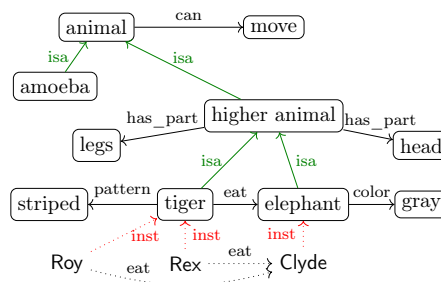 can
animal move
isa isa
amoeba
has_part higher animal has_part
legs head
isa isa
pattern eat color
striped tiger elephant gray
inst inst inst
eat
Roy Rex Clyde
eat